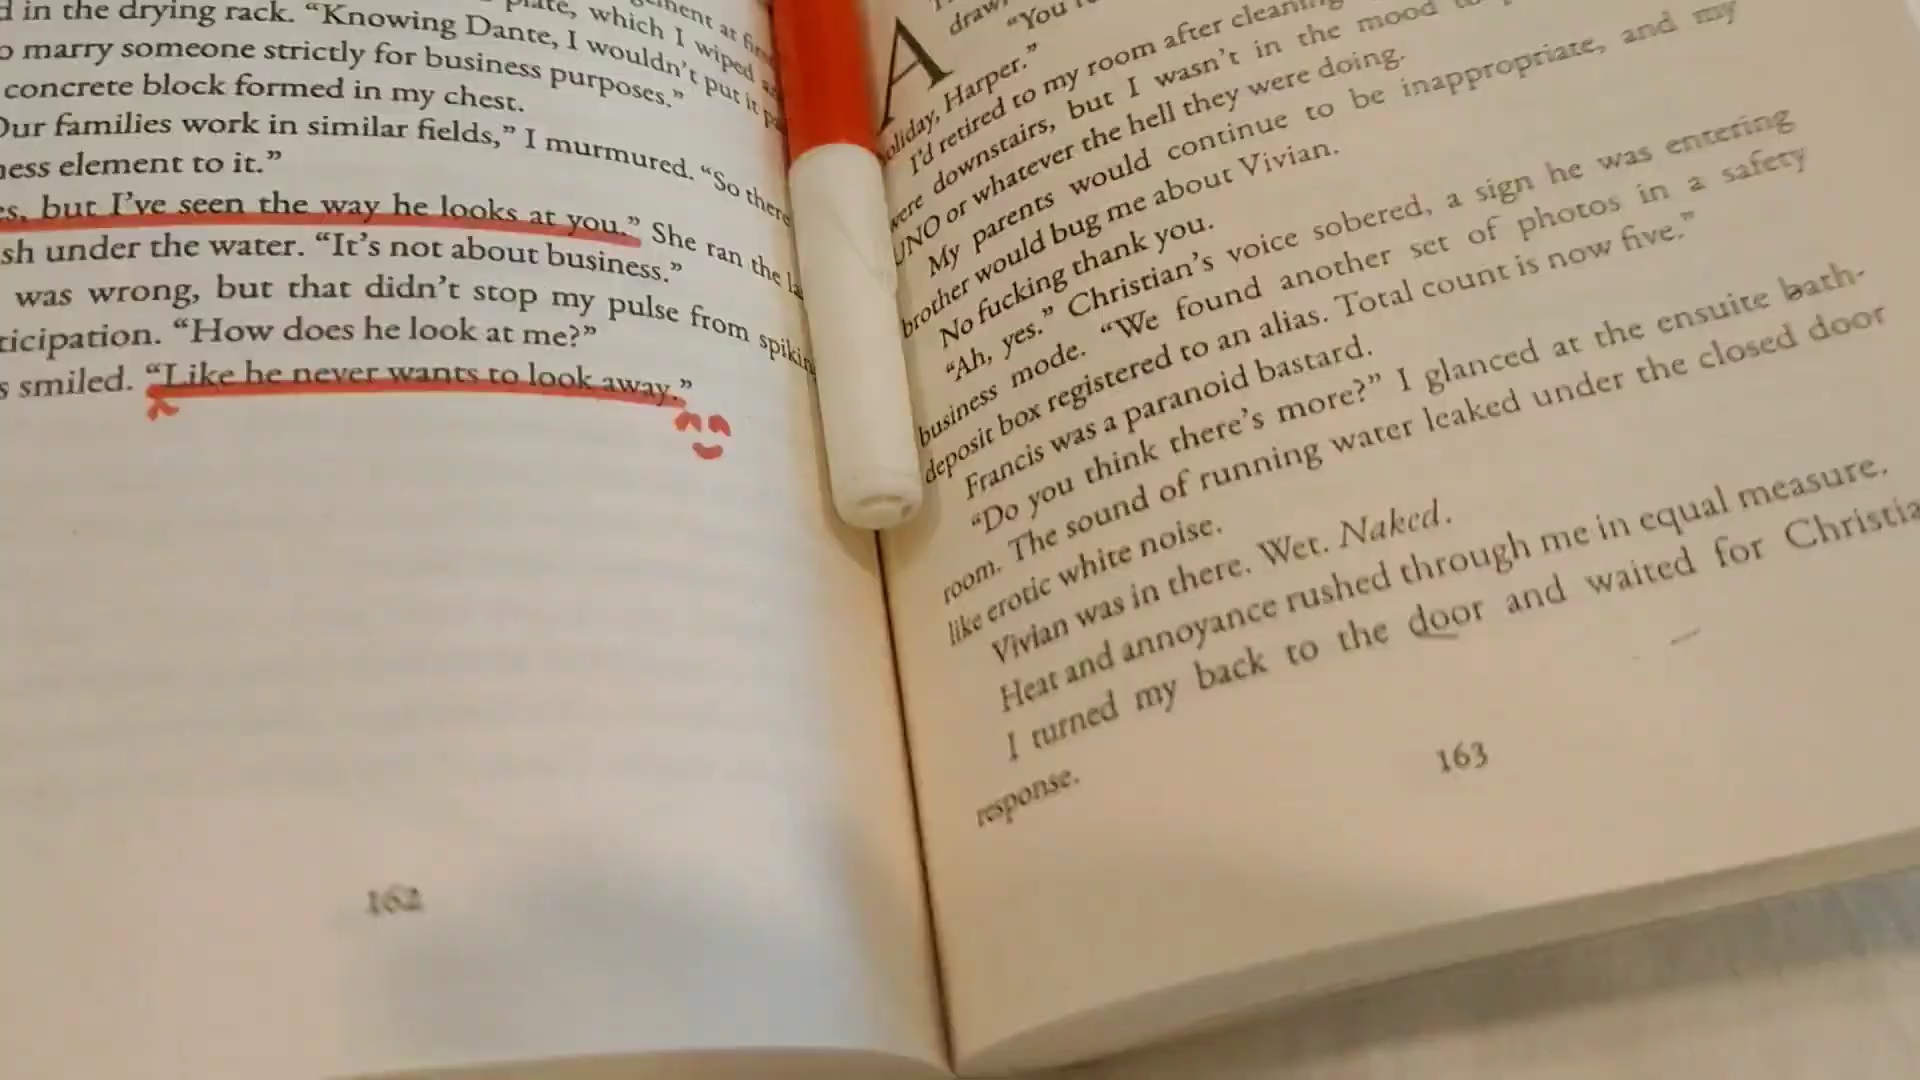 in the drying rack. “Knowing Dante, I wouldn’t put it
plate, which I wiped
marry someone strictly for business purposes.”
concrete block formed in my chest.
Our families work in similar fields,” I murmured. “So there
ness element to it.”
es, but I’ve seen the way he looks at you.” She ran the
sh under the water. “It’s not about business.”
was wrong, but that didn’t stop my pulse from spiking
ticipation. “How does he look at me?”
s smiled. “Like he never wants to look away.”
162
A
“You
holiday, Harper.”
I’d retired to my room after cleaning
were downstairs, but I wasn’t in the mood
UNO or whatever the hell they were doing.
My parents would continue to be inappropriate, and my
brother would bug me about Vivian.
No fucking thank you.
“Ah, yes.” Christian’s voice sobered, a sign he was entering
business mode. “We found another set of photos in a safety
deposit box registered to an alias. Total count is now five.”
Francis was a paranoid bastard.
“Do you think there’s more?” I glanced at the ensuite bath-
room. The sound of running water leaked under the closed door
like erotic white noise.
Vivian was in there. Wet. Naked.
Heat and annoyance rushed through me in equal measure.
I turned my back to the door and waited for Christia
response.
163